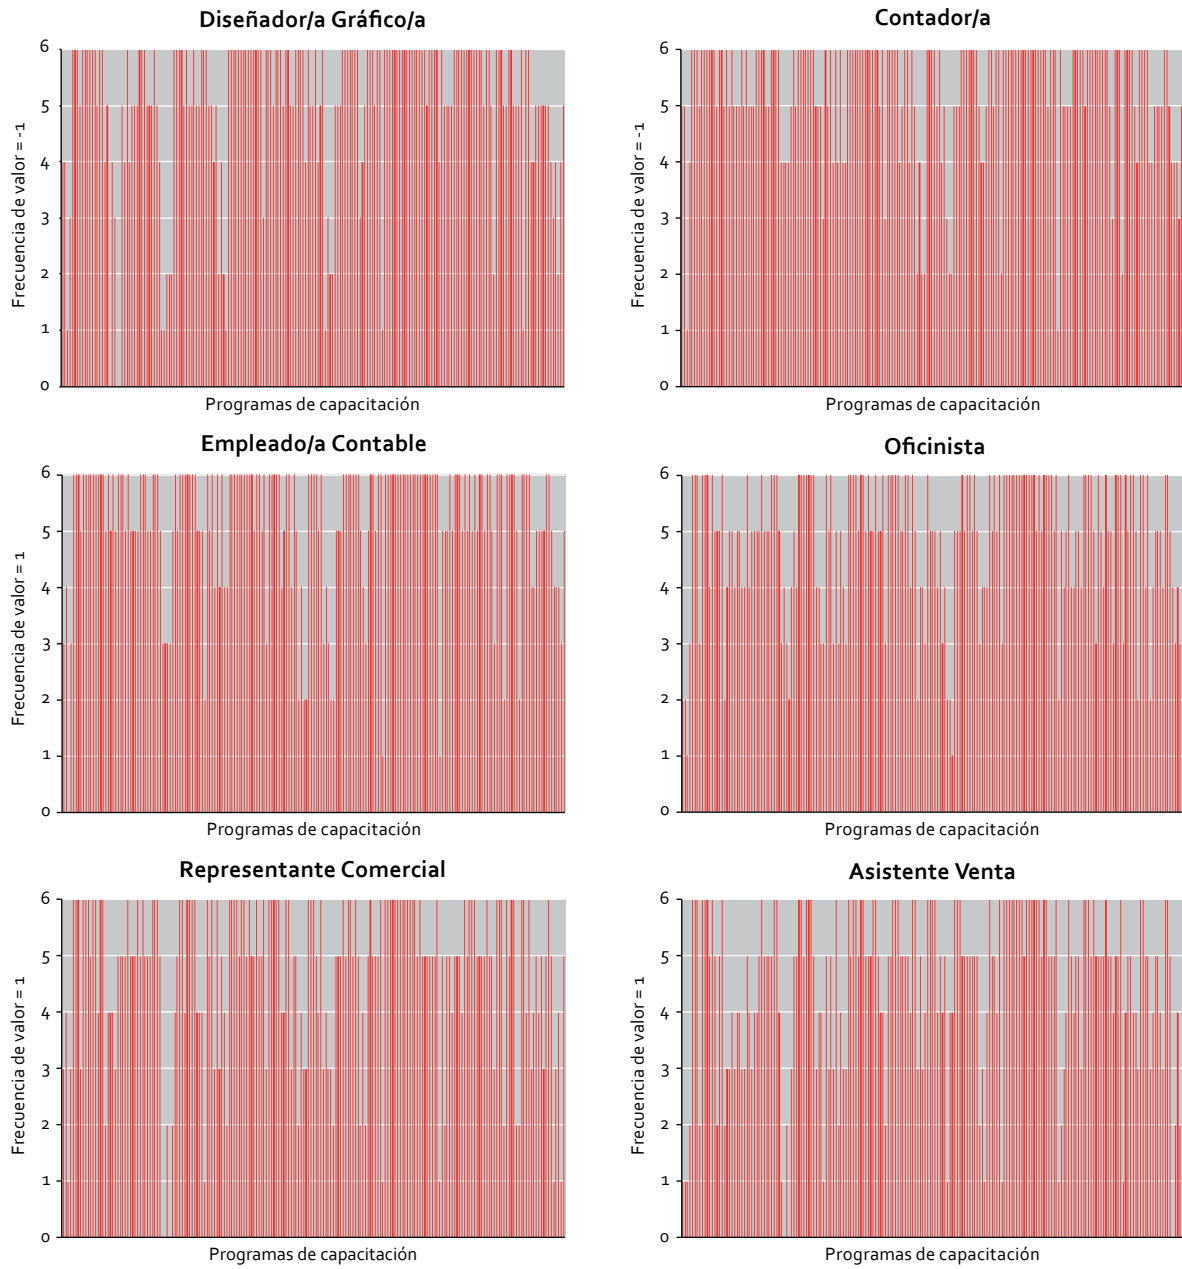 Diseñador/a Gráfico/a
Frecuencia de valor = -1
6
5
4
3
2
1
0
Programas de capacitación
Contador/a
Frecuencia de valor = -1
6
5
4
3
2
1
0
Programas de capacitación
Empleado/a Contable
Frecuencia de valor = 1
6
5
4
3
2
1
0
Programas de capacitación
Oficinista
Frecuencia de valor = 1
6
5
4
3
2
1
0
Programas de capacitación
Representante Comercial
Frecuencia de valor = 1
6
5
4
3
2
1
0
Programas de capacitación
Asistente Venta
Frecuencia de valor = 1
6
5
4
3
2
1
0
Programas de capacitación